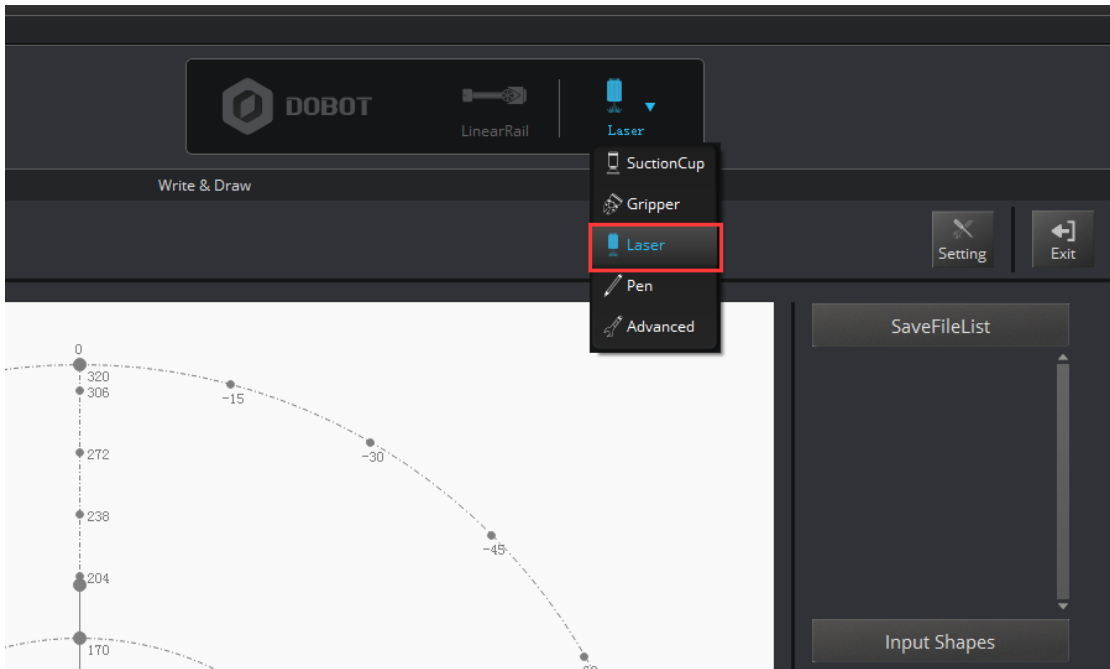 DOBOT
LinearRail
Laser
SuctionCup
Write & Draw
Gripper
Laser
Setting
Exit
Pen
Advanced
SaveFileList
0
320
306
-15
272
-30
238
-45
204
170
Input Shapes